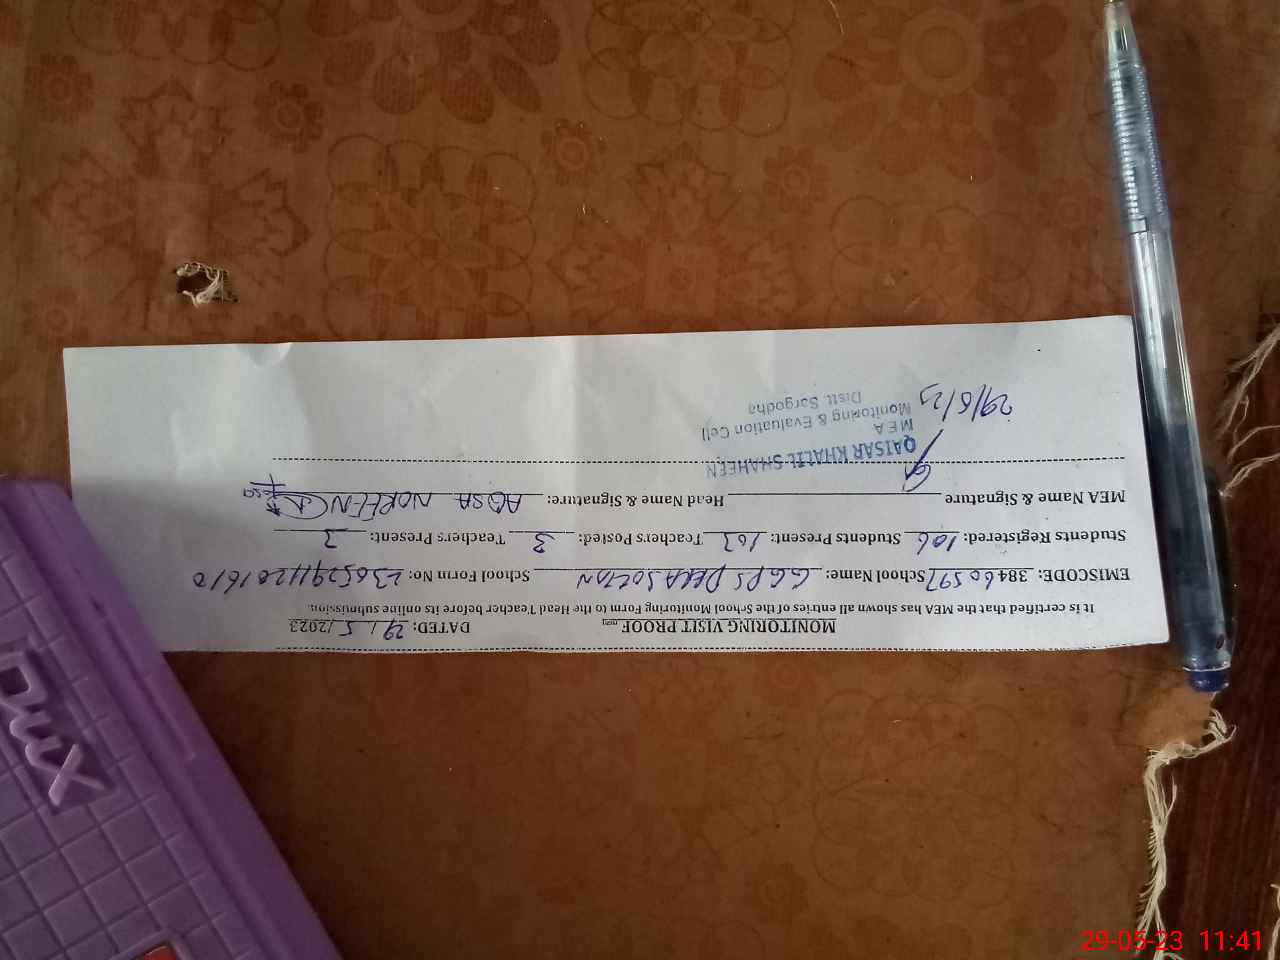 MONITORING VISIT PROOF DATED: 29/5/2023
It is certified that the MEA has shown all entries of the School Monitoring Form to the Head Teacher before its online submission.
EMISCODE: 38460597 School Name: GGPS DERA SOLTAN School Form No:
Students Registered: 106 Students Present: 103 Teachers Posted: 3 Teachers Present: 3
MEA Name & Signature Head Name & Signature: AQSA NOREEN
QAISAR KHALIL SHAHEEN
MEA
Monitoring & Evaluation Cell
Distt. Sargodha
29/5/23
DUX
29-05-23 11:41